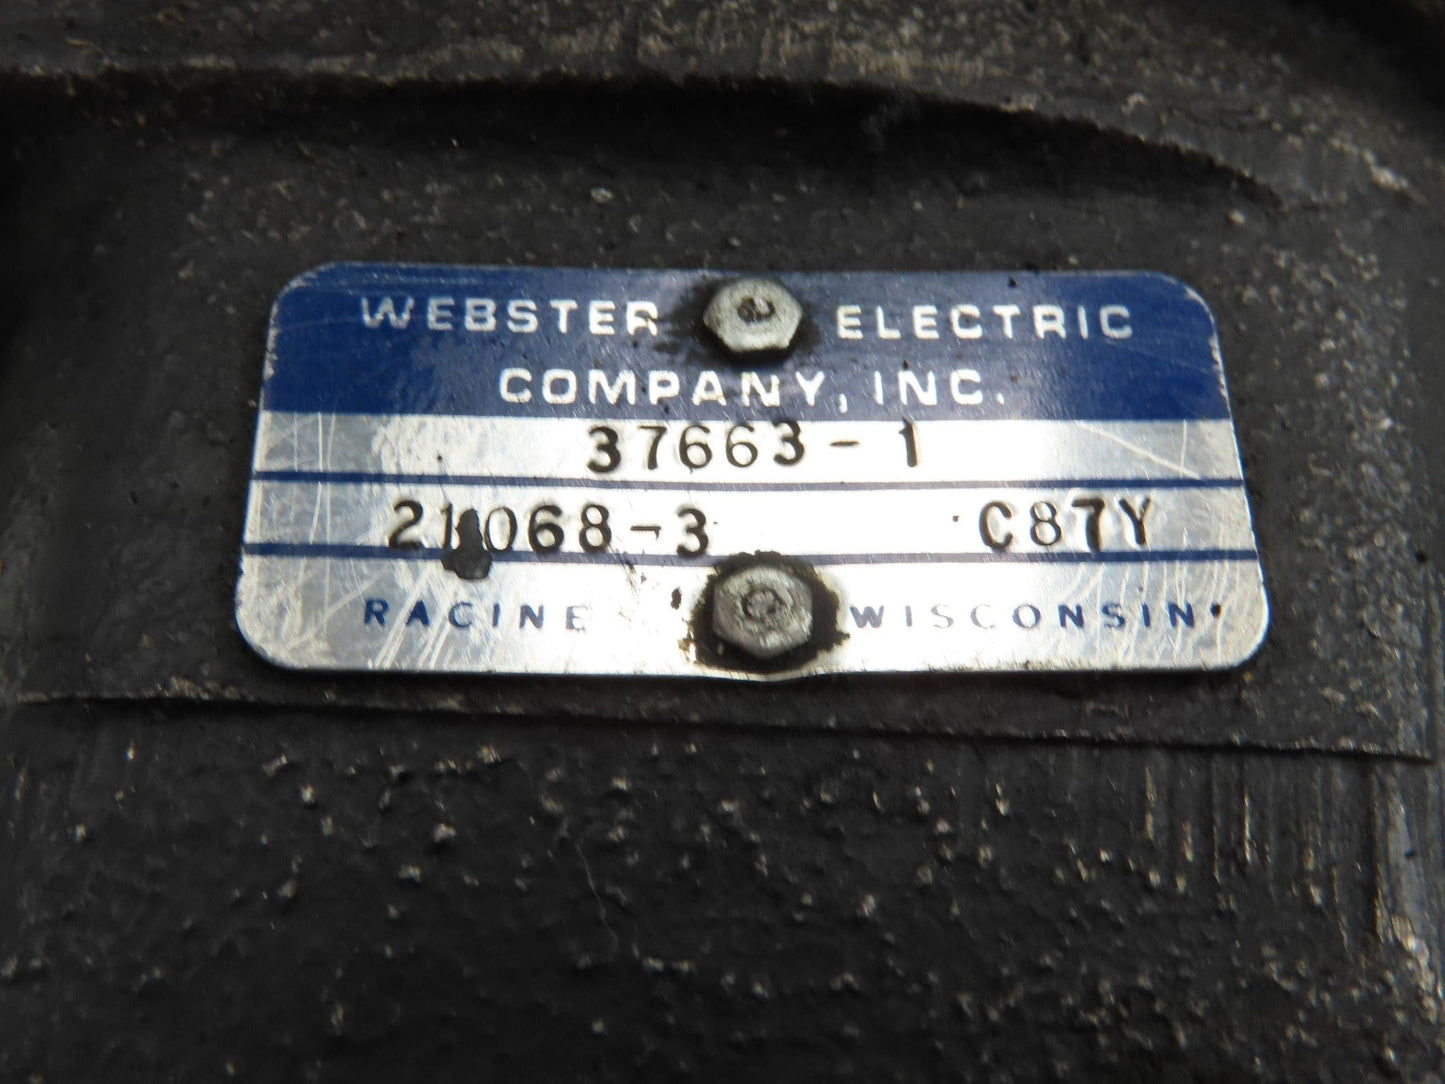 WEBSTER ELECTRIC
COMPANY, INC.
37663-1
21068-3 C87Y
RACINE WISCONSIN